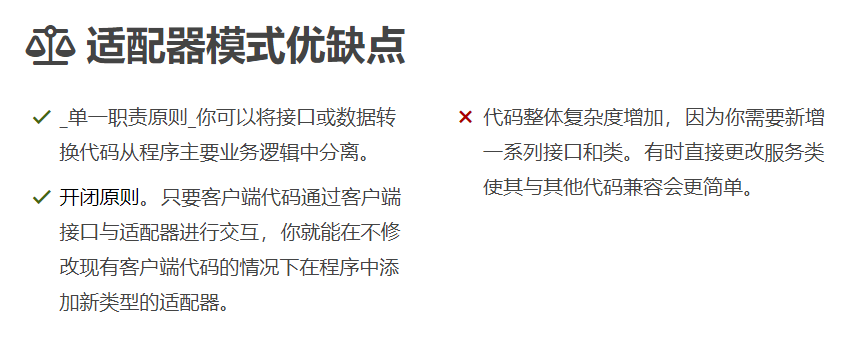 适配器模式优缺点
_单一职责原则_你可以将接口或数据转
换代码从程序主要业务逻辑中分离。
开闭原则。只要客户端代码通过客户端
接口与适配器进行交互，你就能在不修
改现有客户端代码的情况下在程序中添
加新类型的适配器。
代码整体复杂度增加，因为你需要新增
一系列接口和类。有时直接更改服务类
使其与其他代码兼容会更简单。